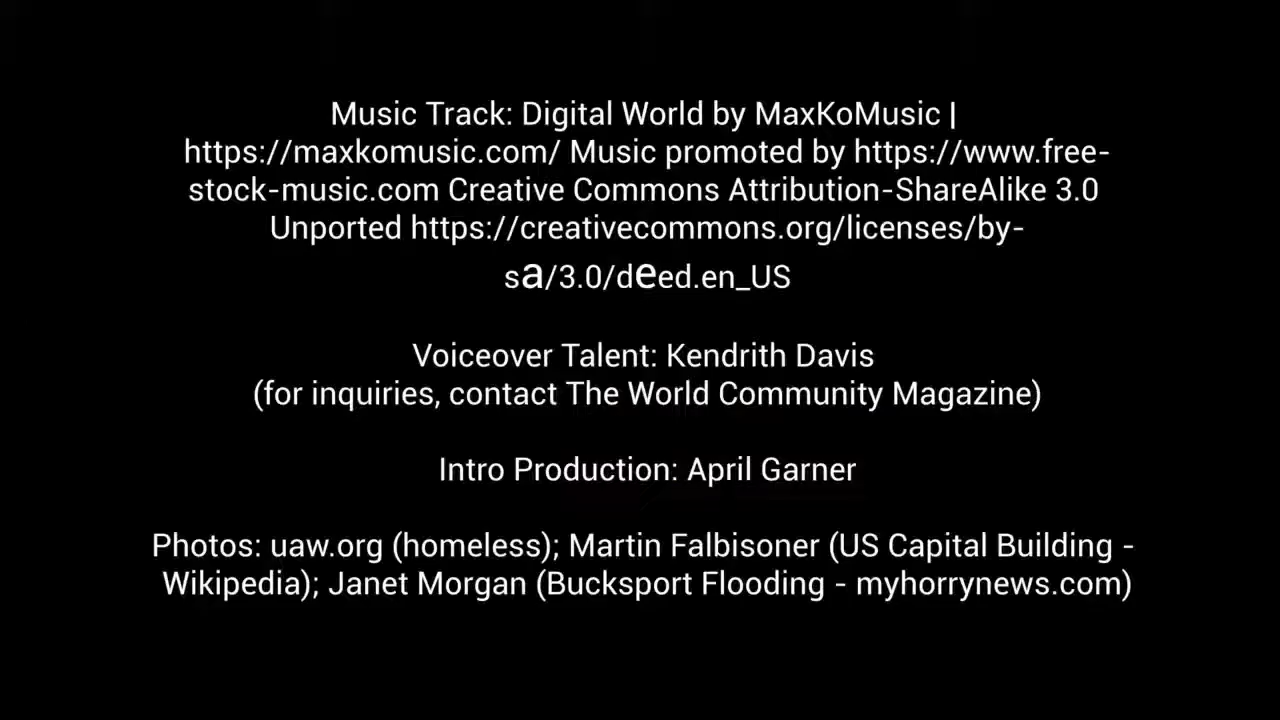 Music Track: Digital World by MaxKoMusic |
https://maxkomusic.com/ Music promoted by https://www.free-
stock-music.com Creative Commons Attribution-ShareAlike 3.0
Unported https://creativecommons.org/licenses/by-
sa/3.0/deed.en_US
Voiceover Talent: Kendrith Davis
(for inquiries, contact The World Community Magazine)
Intro Production: April Garner
Photos: uaw.org (homeless); Martin Falbisoner (US Capital Building -
Wikipedia); Janet Morgan (Bucksport Flooding - myhorrynews.com)